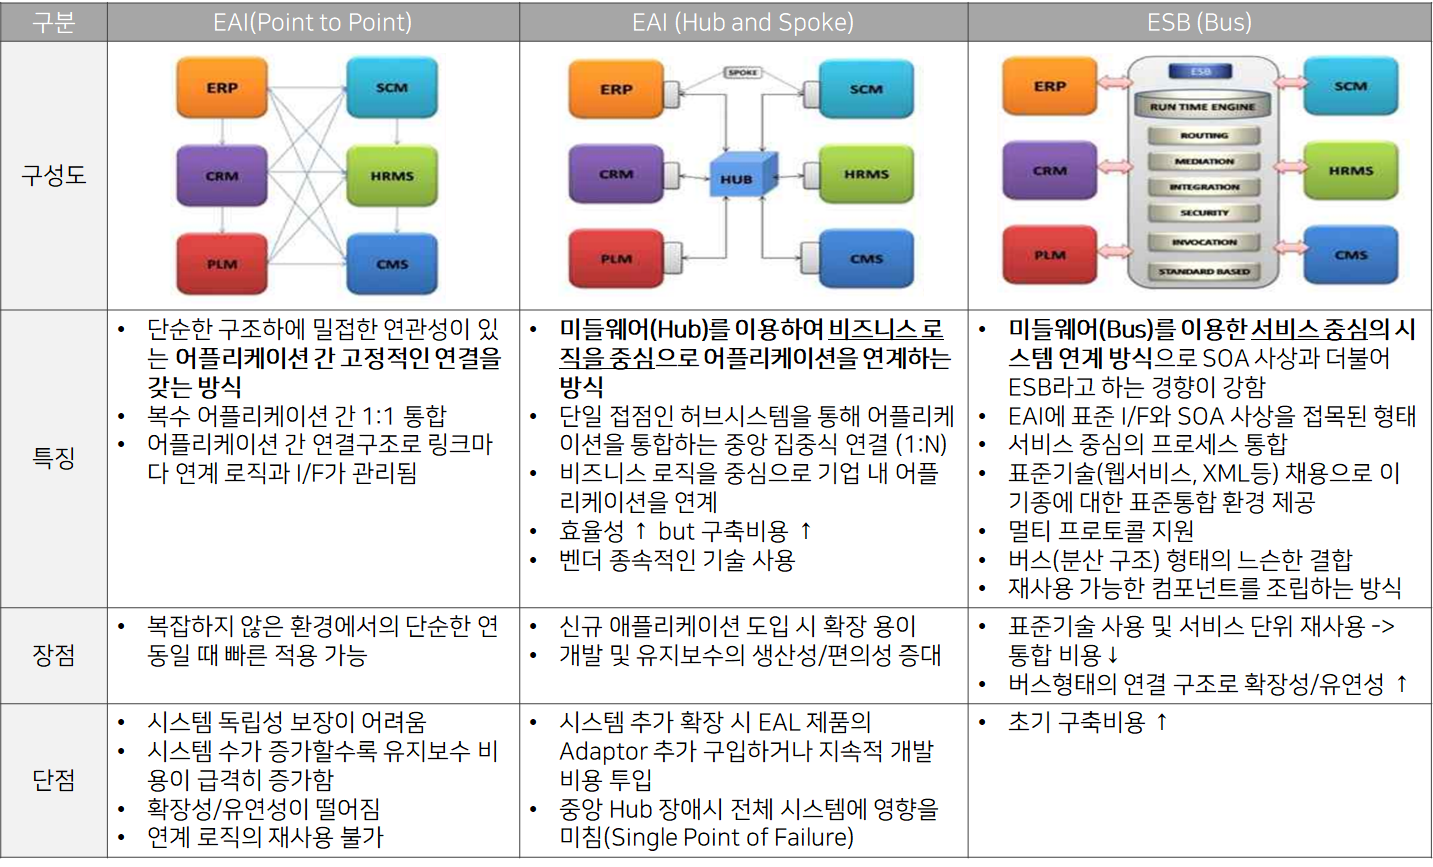 구분
EAI(Point to Point)
EAI (Hub and Spoke)
ESB (Bus)
구성도
ERP
SCM
CRM
HRMS
PLM
CMS
SPOKE
ERP
SCM
CRM
HUB
HRMS
PLM
CMS
ESB
ERP
SCM
RUN TIME ENGINE
ROUTING
MEDIATION
CRM
HRMS
INTEGRATION
SECURITY
INVOCATION
PLM
CMS
STANDARD BASED
특징
• 단순한 구조하에 밀접한 연관성이 있
는 어플리케이션 간 고정적인 연결을
갖는 방식
• 복수 어플리케이션 간 1:1 통합
• 어플리케이션 간 연결구조로 링크마
다 연계 로직과 I/F가 관리됨
• 미들웨어(Hub)를 이용하여 비즈니스 로
직을 중심으로 어플리케이션을 연계하는
방식
• 단일 접점인 허브시스템을 통해 어플리케
이션을 통합하는 중앙 집중식 연결 (1:N)
• 비즈니스 로직을 중심으로 기업 내 어플
리케이션을 연계
• 효율성 ↑ but 구축비용 ↑
• 벤더 종속적인 기술 사용
• 미들웨어(Bus)를 이용한 서비스 중심의 시
스템 연계 방식으로 SOA 사상과 더불어
ESB라고 하는 경향이 강함
• EAI에 표준 I/F와 SOA 사상을 접목된 형태
• 서비스 중심의 프로세스 통합
• 표준기술(웹서비스, XML등) 채용으로 이
기종에 대한 표준통합 환경 제공
• 멀티 프로토콜 지원
• 버스(분산 구조) 형태의 느슨한 결합
• 재사용 가능한 컴포넌트를 조립하는 방식
장점
• 복잡하지 않은 환경에서의 단순한 연
동일 때 빠른 적용 가능
• 신규 애플리케이션 도입 시 확장 용이
• 개발 및 유지보수의 생산성/편의성 증대
• 표준기술 사용 및 서비스 단위 재사용 ->
통합 비용↓
• 버스형태의 연결 구조로 확장성/유연성 ↑
단점
• 시스템 독립성 보장이 어려움
• 시스템 수가 증가할수록 유지보수 비
용이 급격히 증가함
• 확장성/유연성이 떨어짐
• 연계 로직의 재사용 불가
• 시스템 추가 확장 시 EAL 제품의
Adaptor 추가 구입하거나 지속적 개발
비용 투입
• 중앙 Hub 장애시 전체 시스템에 영향을
미침(Single Point of Failure)
• 초기 구축비용 ↑